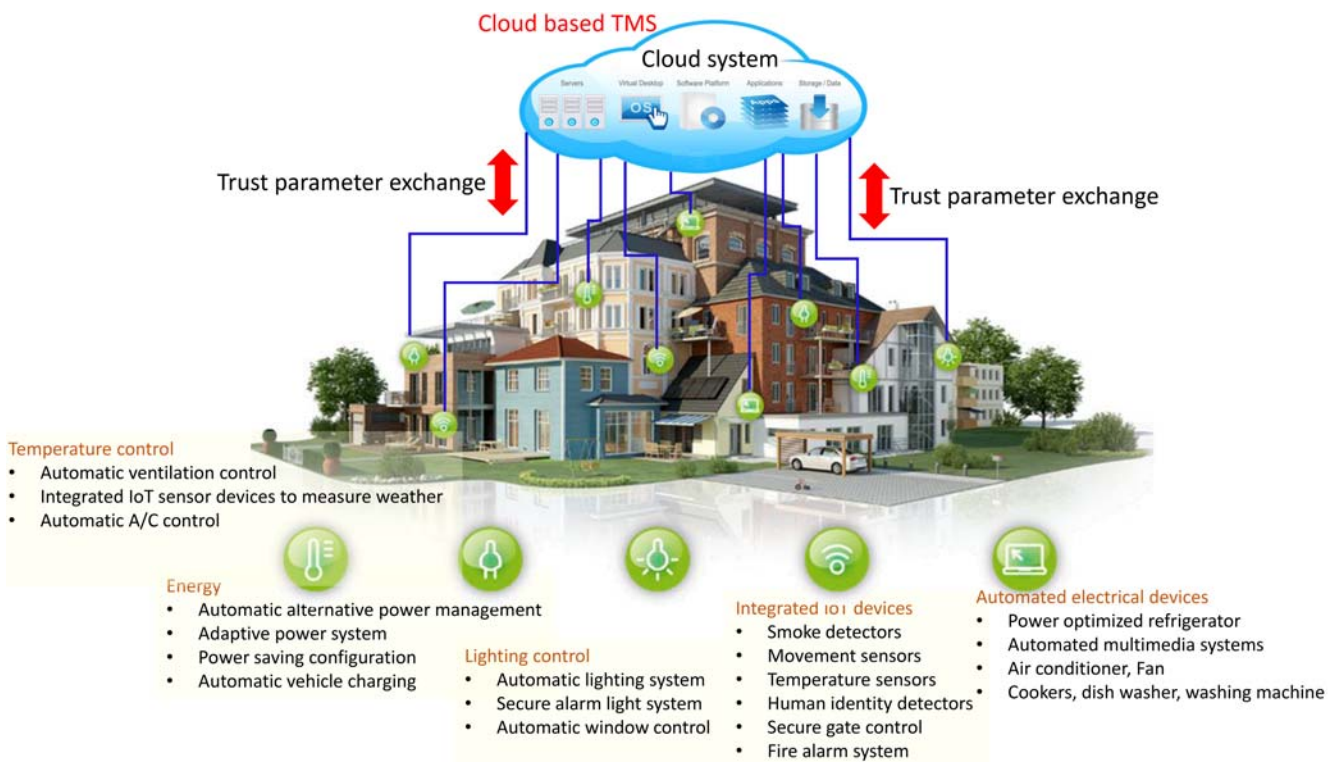 Cloud based TMS
Cloud system
Servers
Virtual Desktop
Software Platform
Applications
Storage / Data
OS
Apps
Trust parameter exchange
Trust parameter exchange
Temperature control
• Automatic ventilation control
• Integrated IoT sensor devices to measure weather
• Automatic A/C control
Energy
• Automatic alternative power management
• Adaptive power system
• Power saving configuration
• Automatic vehicle charging
Lighting control
• Automatic lighting system
• Secure alarm light system
• Automatic window control
Integrated IoT devices
• Smoke detectors
• Movement sensors
• Temperature sensors
• Human identity detectors
• Secure gate control
• Fire alarm system
Automated electrical devices
• Power optimized refrigerator
• Automated multimedia systems
• Air conditioner, Fan
• Cookers, dish washer, washing machine